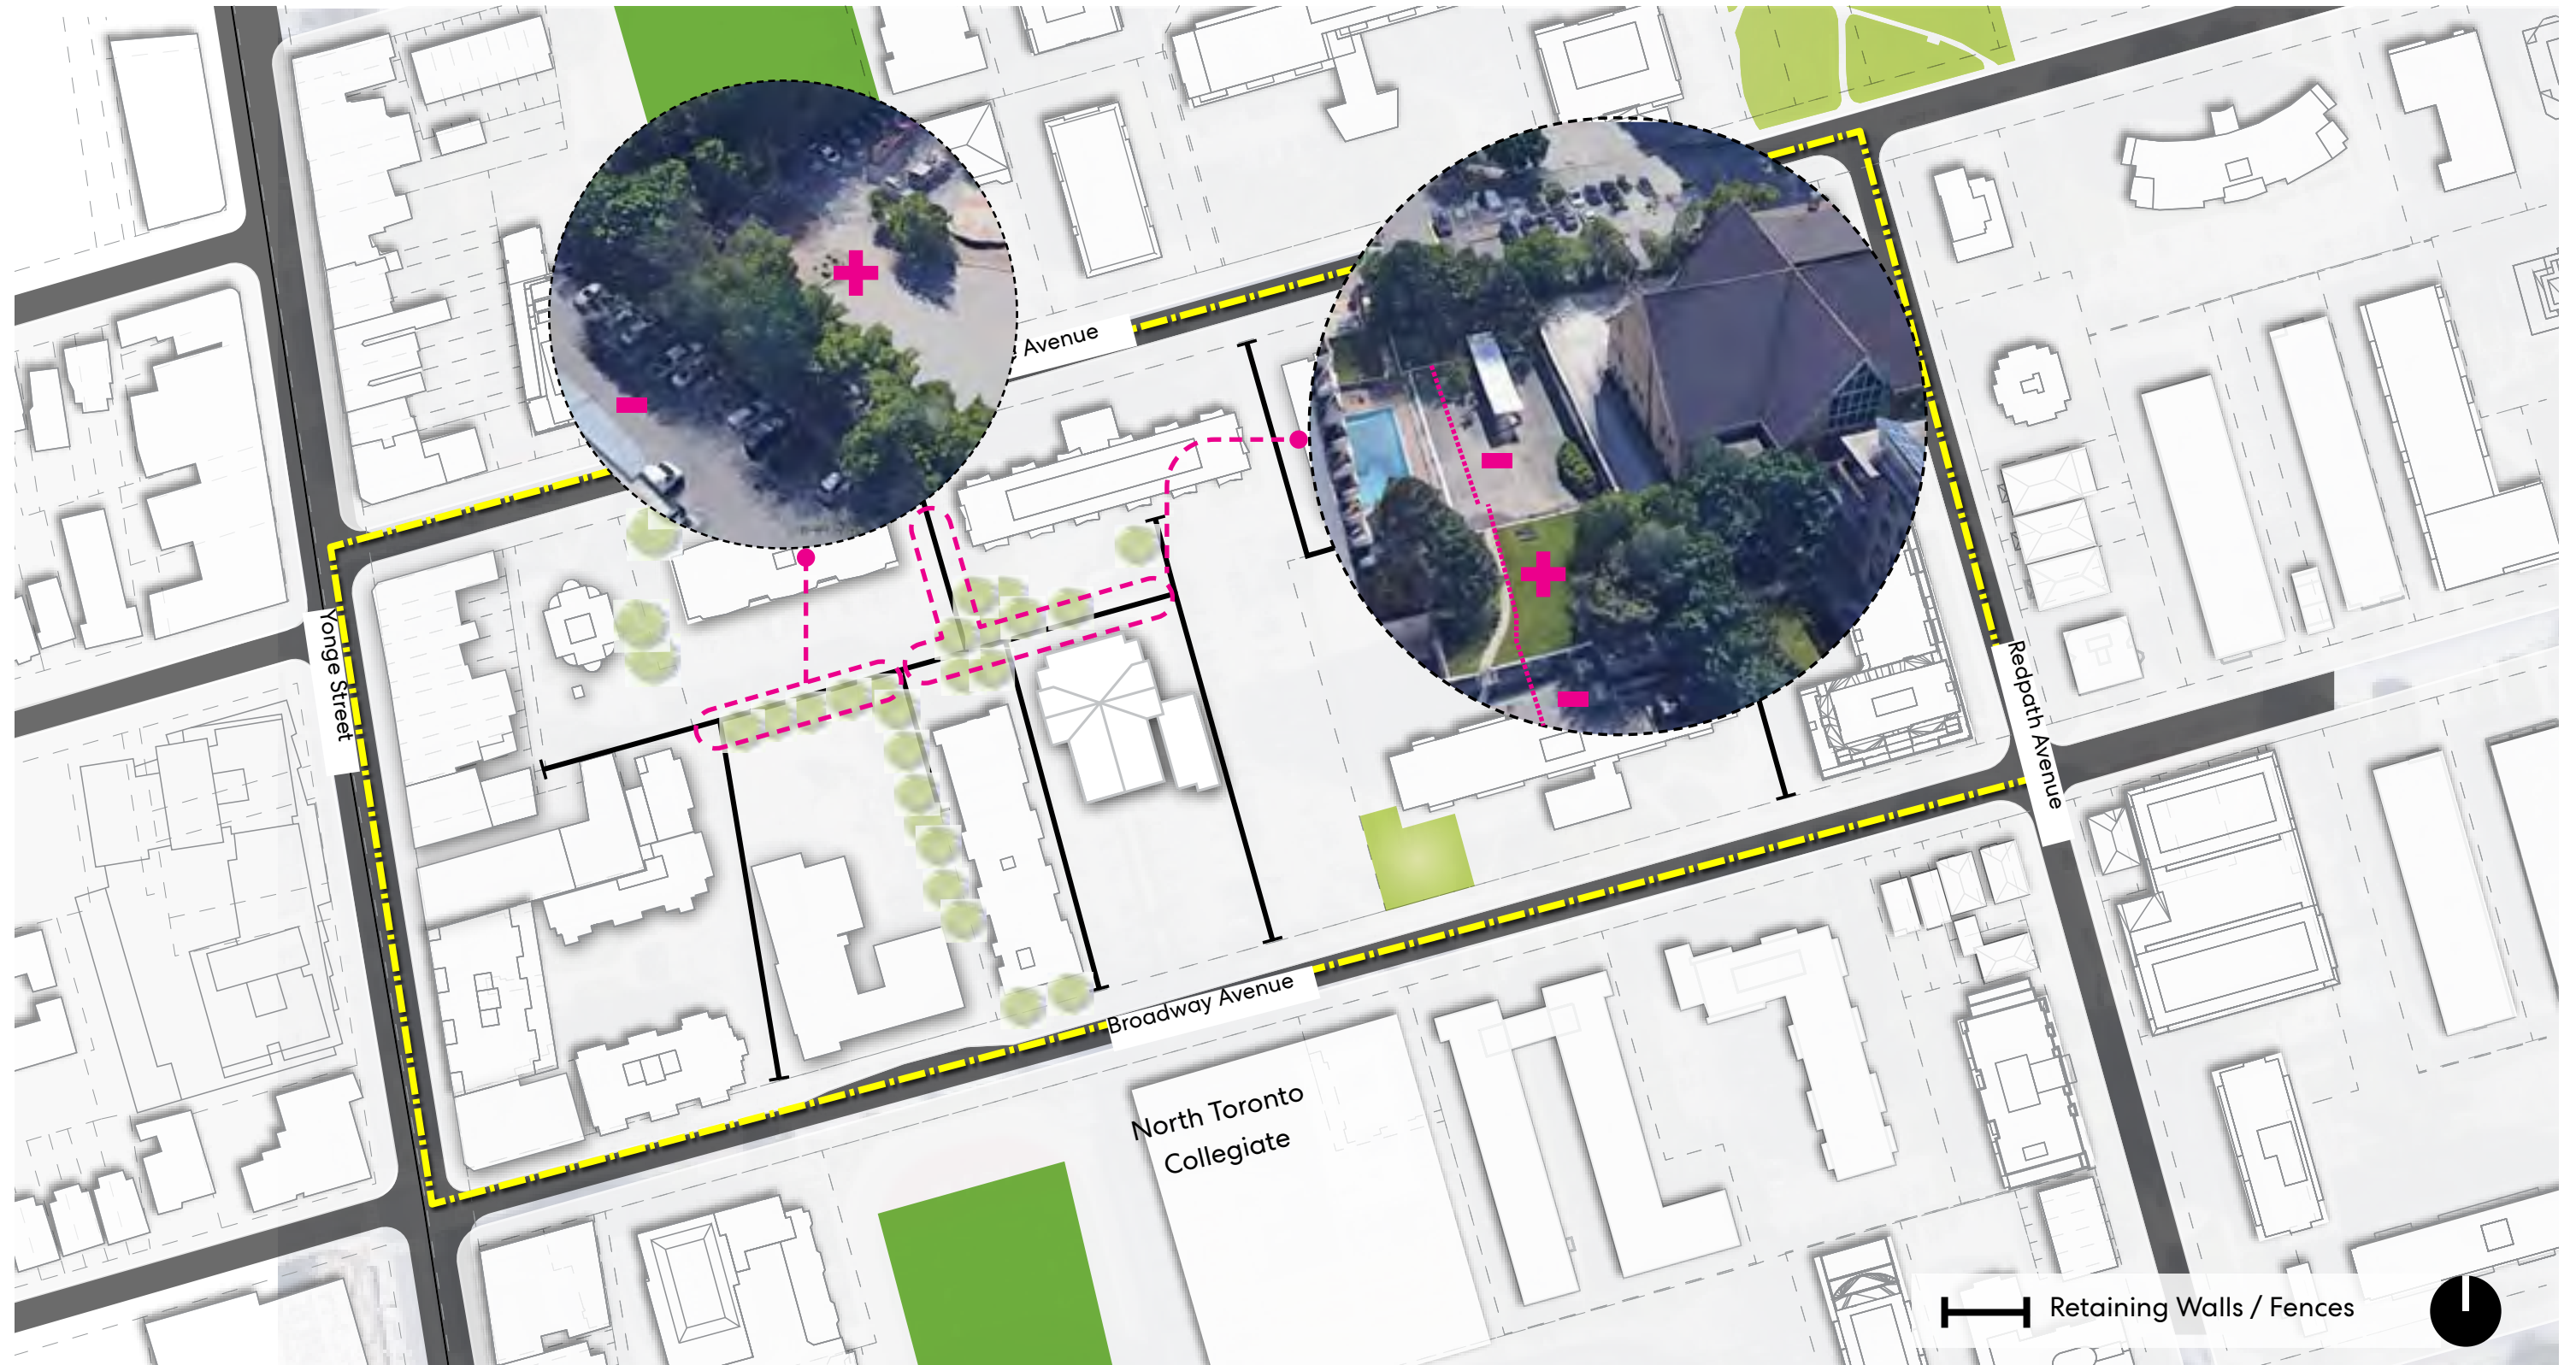 Avenue
Yonge Street
Redpath Avenue
Broadway Avenue
North Toronto
Collegiate
Retaining Walls / Fences